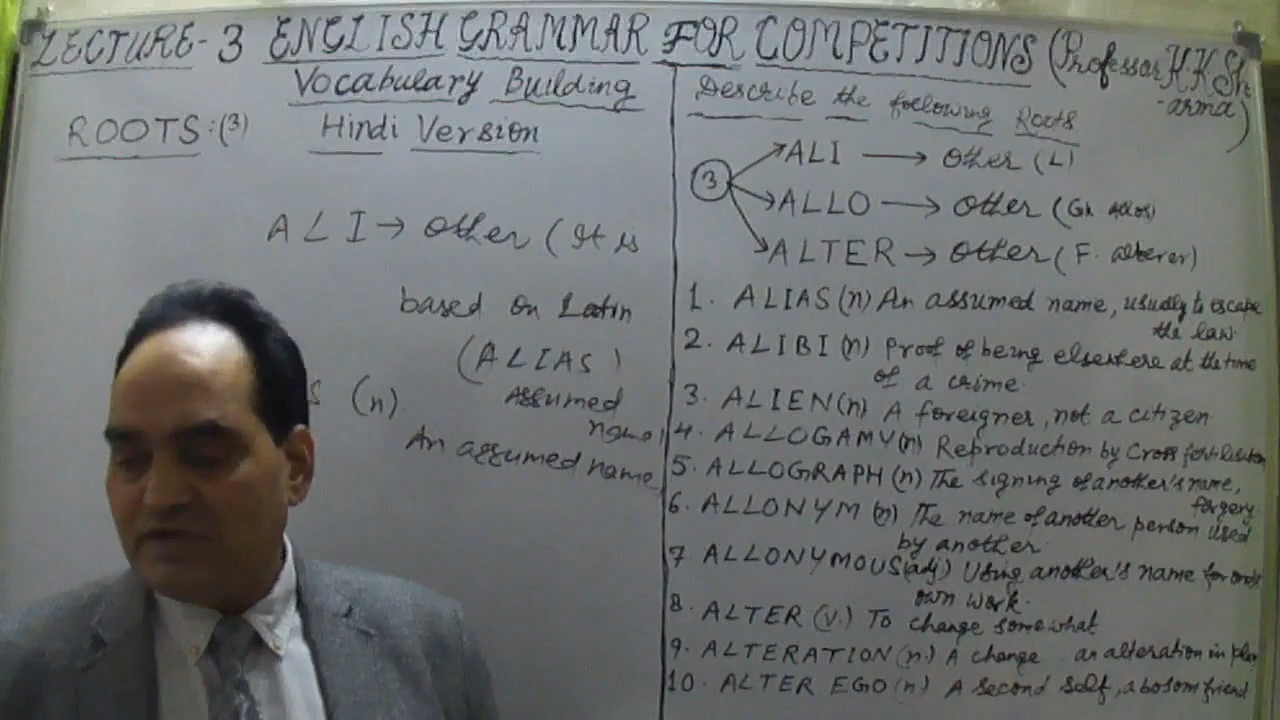 LECTURE-3 ENGLISH GRAMMAR FOR COMPETITIONS (Professor K.K.Sh
-arma)
Vocabulary Building
ROOTS:(3) Hindi Version
ALI → other (It is
based on Latin
(ALIAS)
Assumed
name,
S (n)
An assumed name
Describe the following Roots
3
ALI → Other (L)
ALLO → Other (Gk allos)
ALTER → Other (F. alterer)
1. ALIAS (n) An assumed name, usually to escape
the law
2. ALIBI (n) Proof of being elsewhere at the time
of a crime.
3. ALIEN (n) A foreigner, not a citizen
4. ALLOGAMY (n) Reproduction by Cross fertilisation
5. ALLOGRAPH (n) The signing of another's name,
forgery
6. ALLONYM (n) The name of another person used
by another.
7 ALLONYMOUS (adj) Using another's name for one's
own work.
8. ALTER (v.) To change somewhat
9. ALTERATION (n.) A change an alteration in plan
10. ALTER EGO (n) A second self, a bosom friend